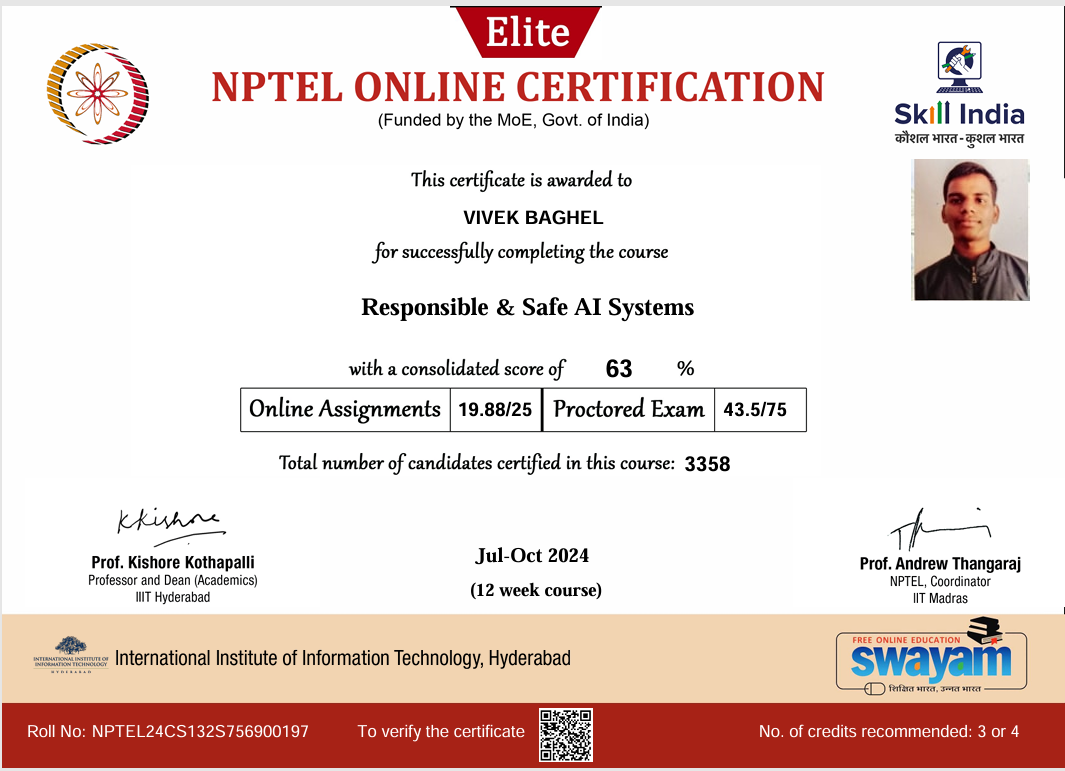 Elite
NPTEL ONLINE CERTIFICATION
(Funded by the MoE, Govt. of India)
Skill India
कौशल भारत - कुशल भारत
This certificate is awarded to
VIVEK BAGHEL
for successfully completing the course
Responsible & Safe AI Systems
with a consolidated score of 63 %
Online Assignments 19.88/25 Proctored Exam 43.5/75
Total number of candidates certified in this course: 3358
KKishore
Prof. Kishore Kothapalli
Professor and Dean (Academics)
IIIT Hyderabad
Jul-Oct 2024
(12 week course)
Prof. Andrew Thangaraj
NPTEL, Coordinator
IIT Madras
INTERNATIONAL INSTITUTE OF
INFORMATION TECHNOLOGY
HYDERABAD
International Institute of Information Technology, Hyderabad
FREE ONLINE EDUCATION
swayam
शिक्षित भारत, उन्नत भारत
Roll No: NPTEL24CS132S756900197
To verify the certificate
No. of credits recommended: 3 or 4